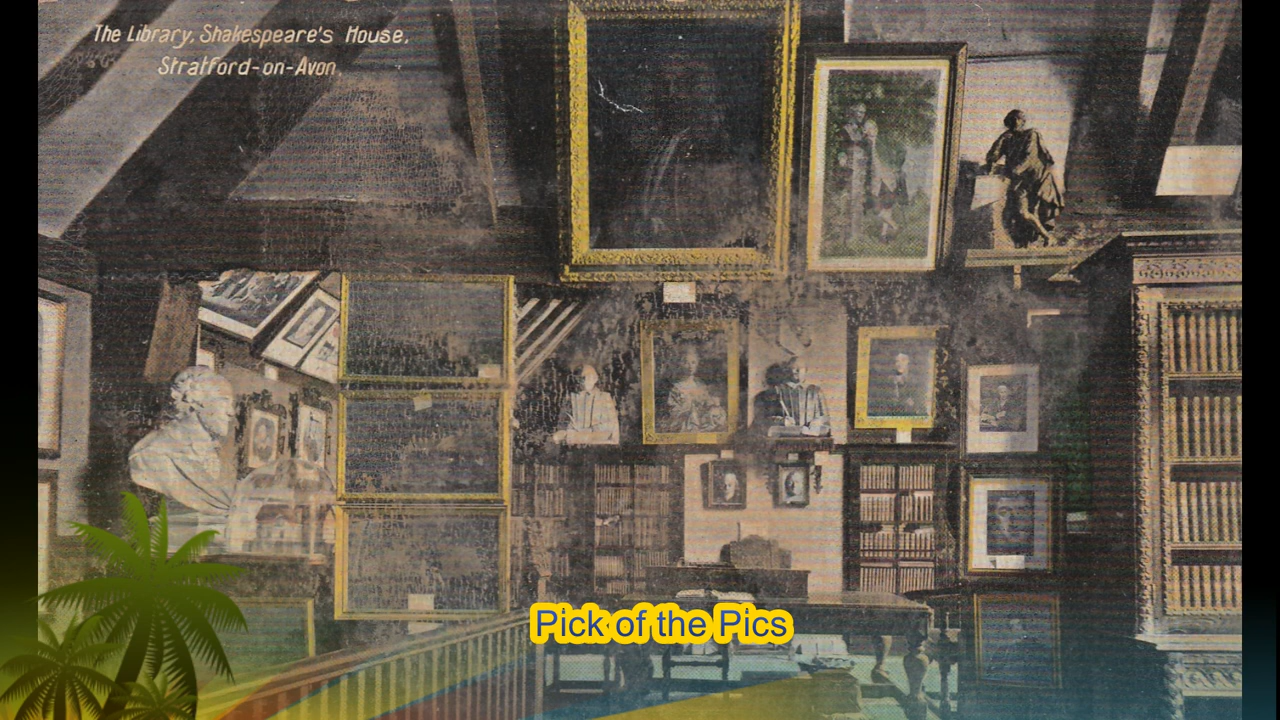 The Library, Shakespeare's House,
Stratford-on-Avon.
Pick of the Pics